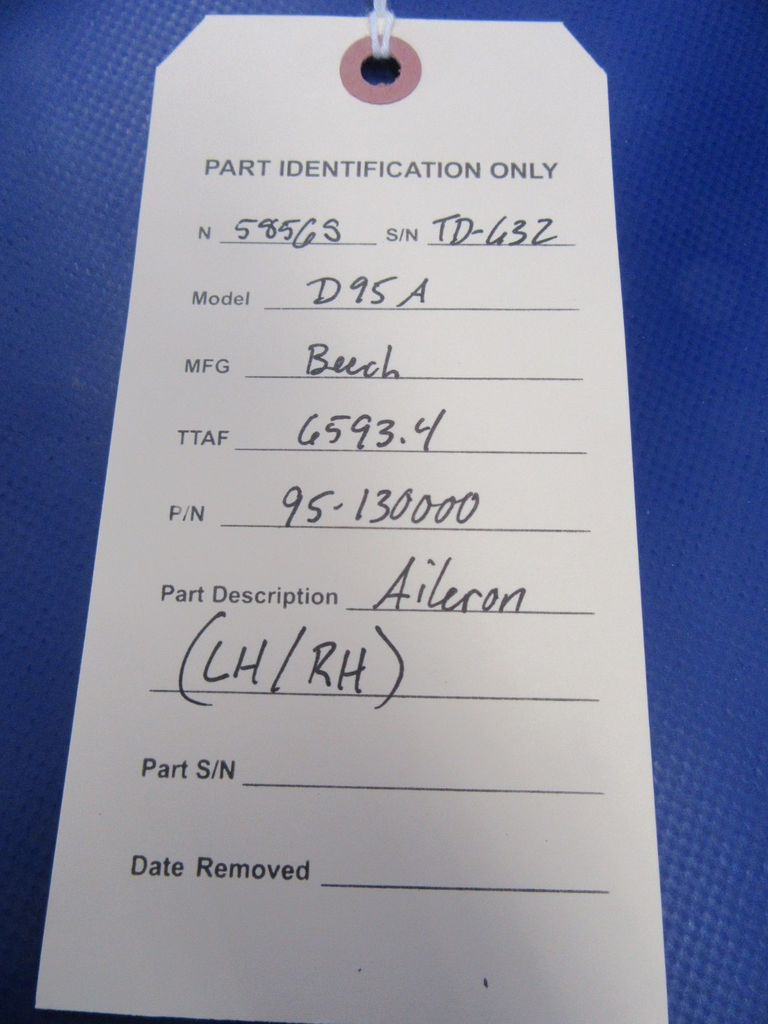 PART IDENTIFICATION ONLY
N 5856S S/N TD-632
Model D95A
MFG Beech
TTAF 6593.4
P/N 95-130000
Part Description Aileron
(LH/RH)
Part S/N
Date Removed